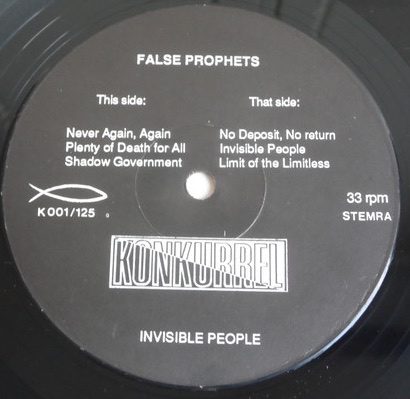 FALSE PROPHETS
This side:
Never Again, Again
Plenty of Death for All
Shadow Government
That side:
No Deposit, No return
Invisible People
Limit of the Limitless
K001/125
33 rpm
STEMRA
KONKURREL
INVISIBLE PEOPLE